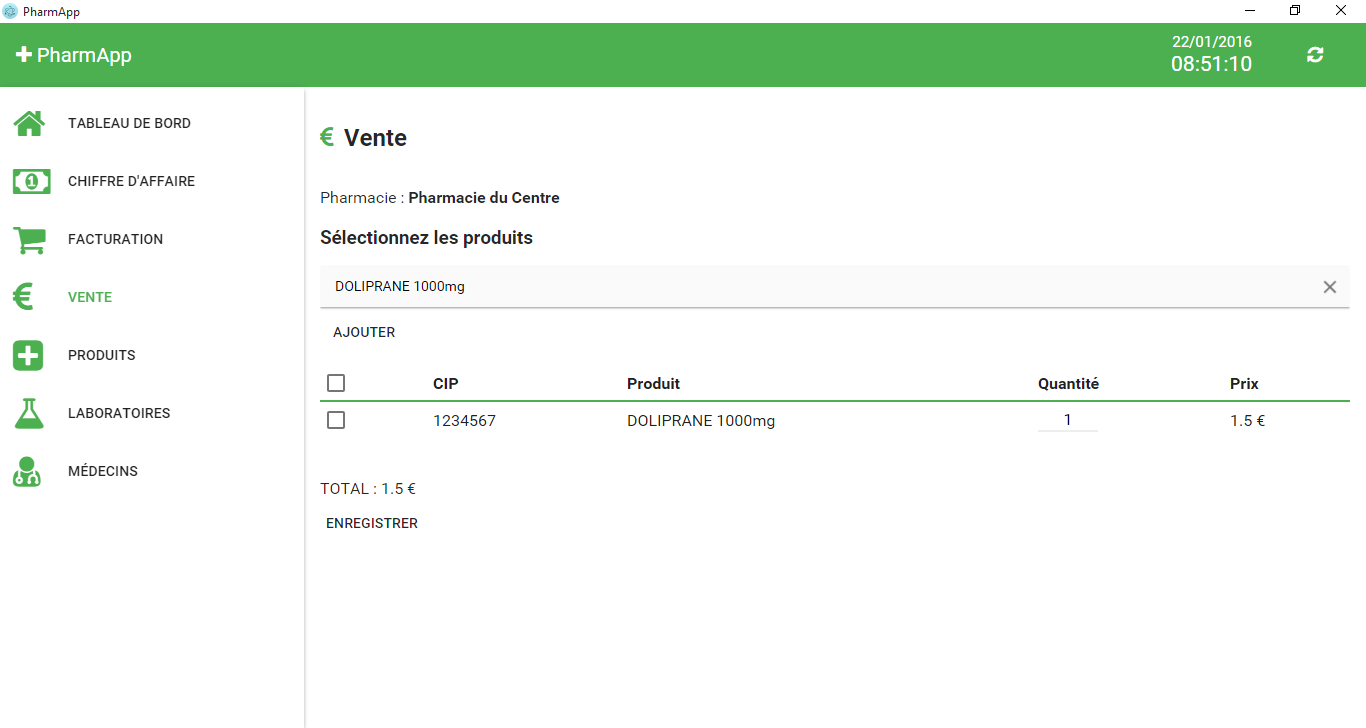 PharmApp
PharmApp
22/01/2016
08:51:10
TABLEAU DE BORD
CHIFFRE D'AFFAIRE
FACTURATION
VENTE
PRODUITS
LABORATOIRES
MÉDECINS
€ Vente
Pharmacie : Pharmacie du Centre
Sélectionnez les produits
DOLIPRANE 1000mg
AJOUTER
CIP Produit Quantité Prix
1234567 DOLIPRANE 1000mg 1 1.5 €
TOTAL : 1.5 €
ENREGISTRER